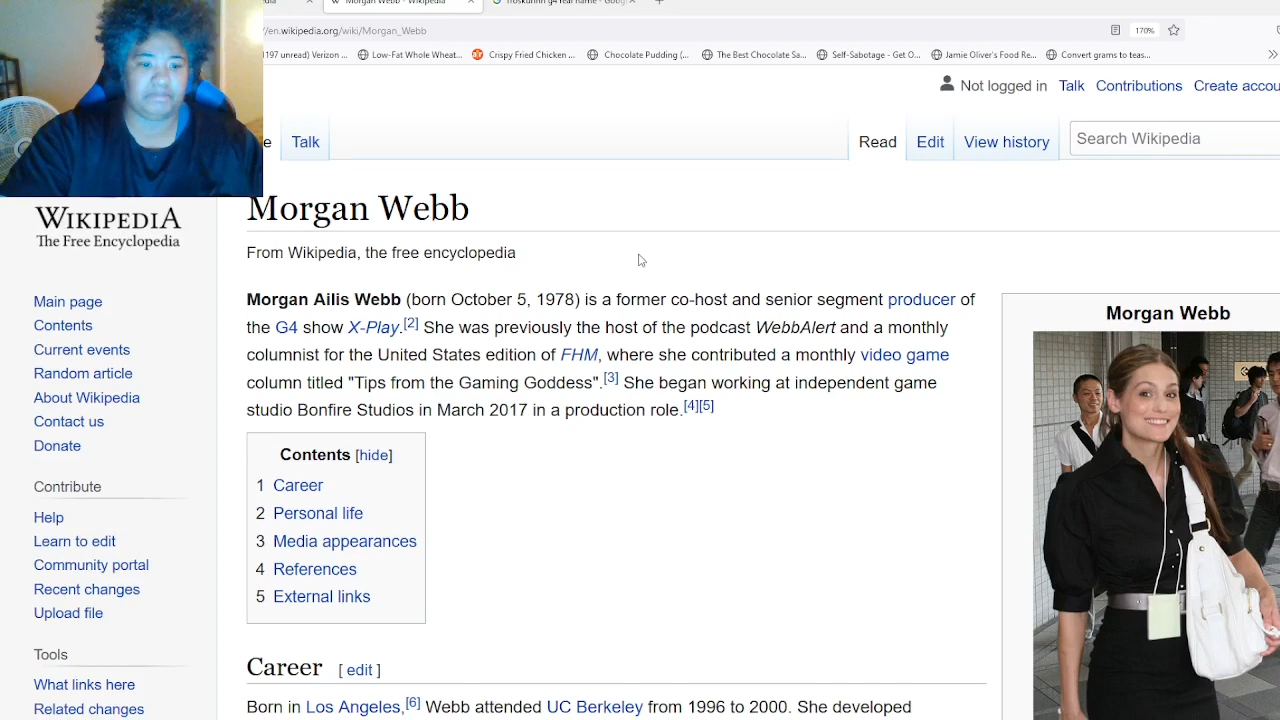 Morgan Webb - Wikipedia
//en.wikipedia.org/wiki/Morgan_Webb
170%
197 unread) Verizon ...
Low-Fat Whole Wheat...
Crispy Fried Chicken ...
Chocolate Pudding (...
The Best Chocolate Sa...
Self-Sabotage - Get O...
Jamie Oliver's Food Re...
Convert grams to teas...
Not logged in Talk Contributions Create accou
Talk
Read Edit View history
Search Wikipedia
WIKIPEDIA
The Free Encyclopedia
Main page
Contents
Current events
Random article
About Wikipedia
Contact us
Donate
Contribute
Help
Learn to edit
Community portal
Recent changes
Upload file
Tools
What links here
Related changes
Morgan Webb
From Wikipedia, the free encyclopedia
Morgan Ailis Webb (born October 5, 1978) is a former co-host and senior segment producer of
the G4 show X-Play.[2] She was previously the host of the podcast WebbAlert and a monthly
columnist for the United States edition of FHM, where she contributed a monthly video game
column titled "Tips from the Gaming Goddess".[3] She began working at independent game
studio Bonfire Studios in March 2017 in a production role.[4][5]
Contents [hide]
1 Career
2 Personal life
3 Media appearances
4 References
5 External links
Career [ edit ]
Born in Los Angeles,[6] Webb attended UC Berkeley from 1996 to 2000. She developed
Morgan Webb